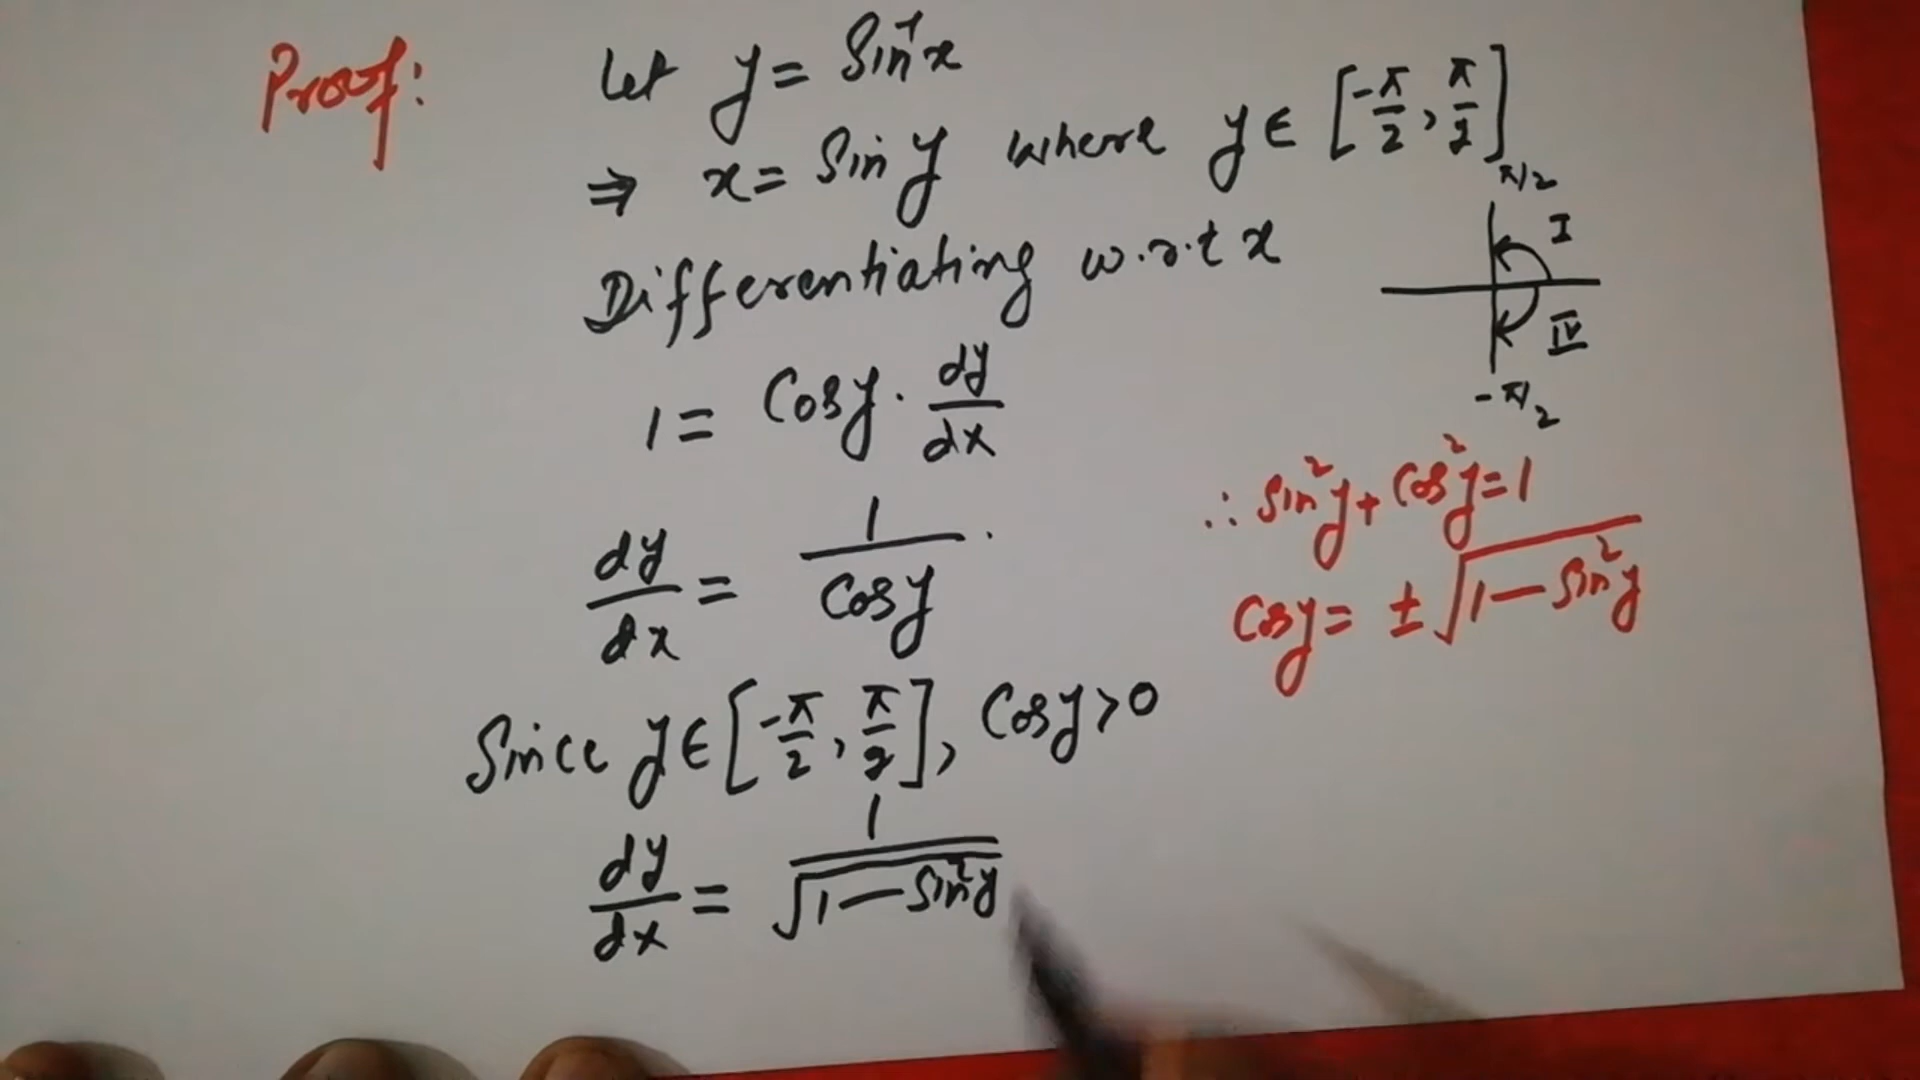 Proof:
Let y = Sin⁻¹x
⇒ x = Sin y where y ∈ [-π/2, π/2]
π/2
I
IV
-π/2
Differentiating w.r.t x
1 = Cos y · dy/dx
dy/dx = 1/Cos y ·
∴ Sin²y + Cos²y = 1
Cos y = ± √(1 - Sin²y)
Since y ∈ [-π/2, π/2], Cos y > 0
dy/dx = 1/√(1 - Sin²y)